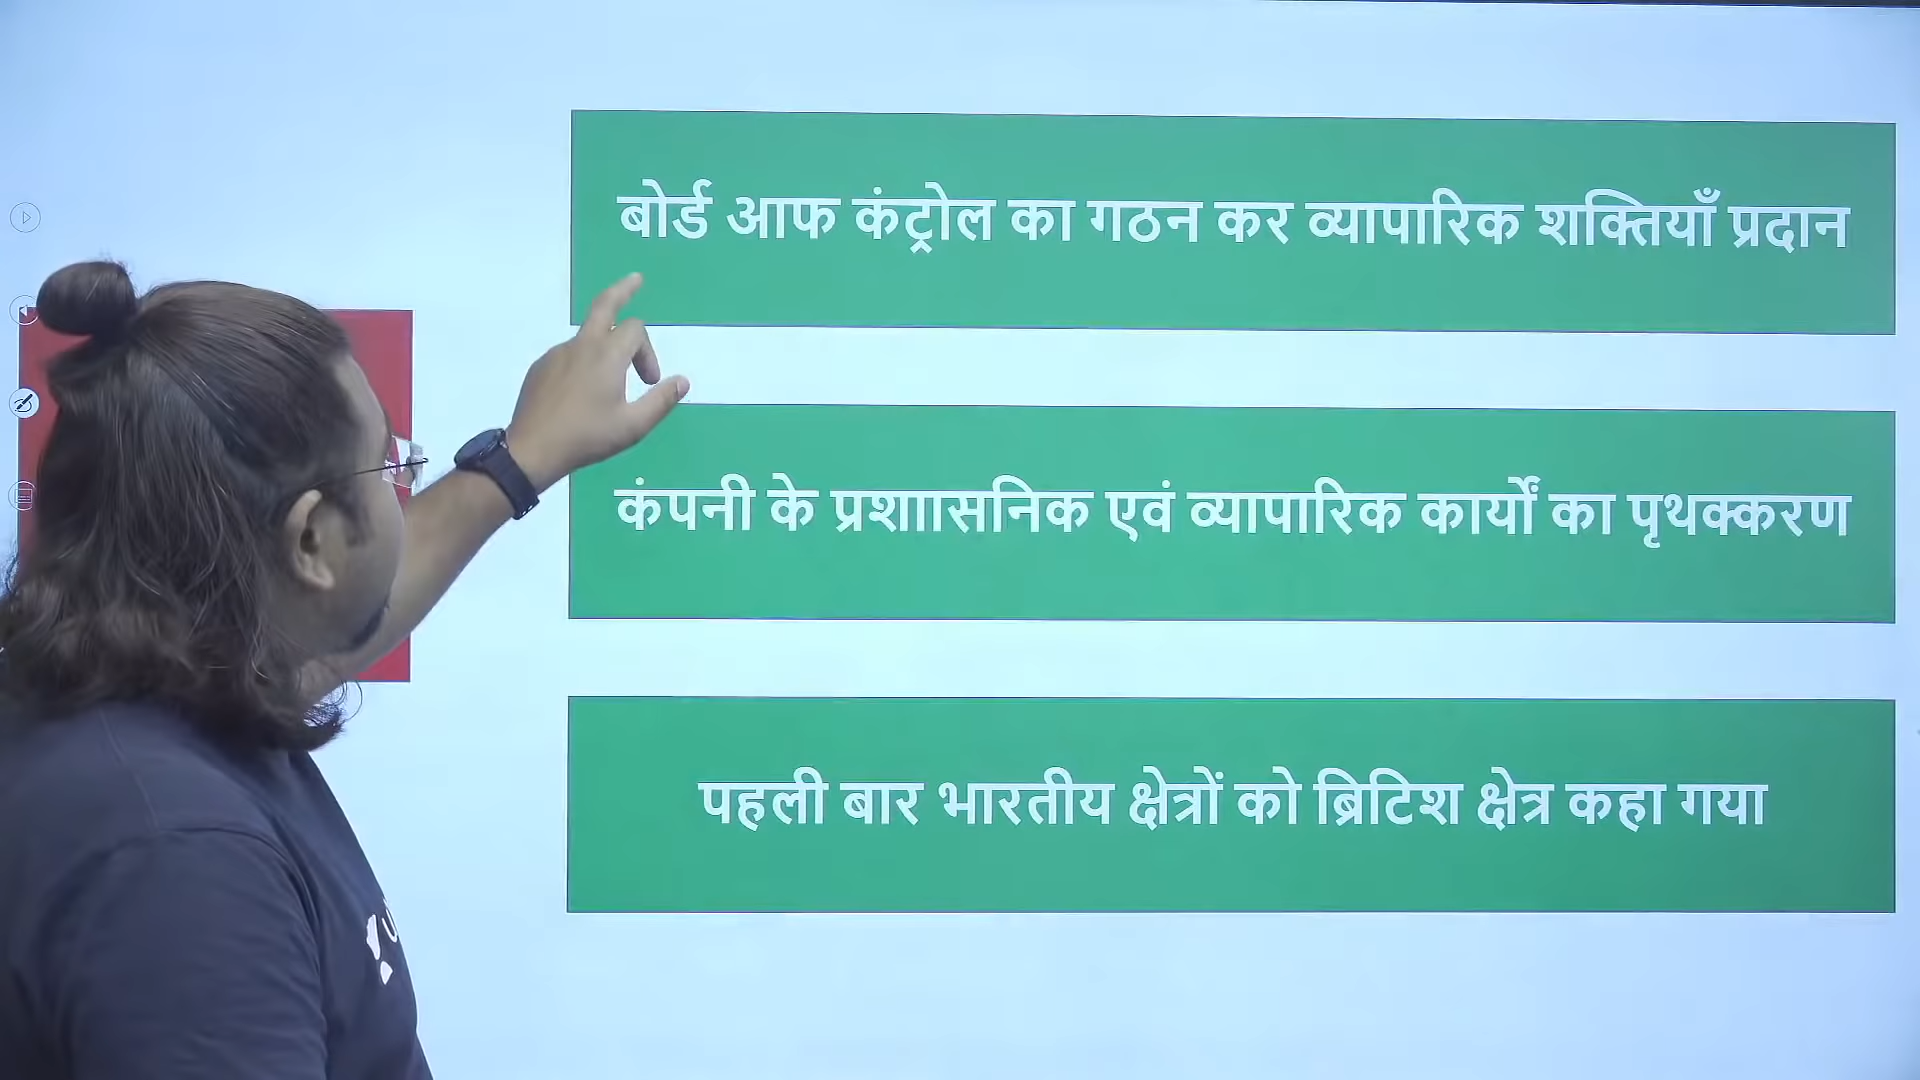 बोर्ड आफ कंट्रोल का गठन कर व्यापारिक शक्तियाँ प्रदान
कंपनी के प्रशाासनिक एवं व्यापारिक कार्यों का पृथक्करण
पहली बार भारतीय क्षेत्रों को ब्रिटिश क्षेत्र कहा गया